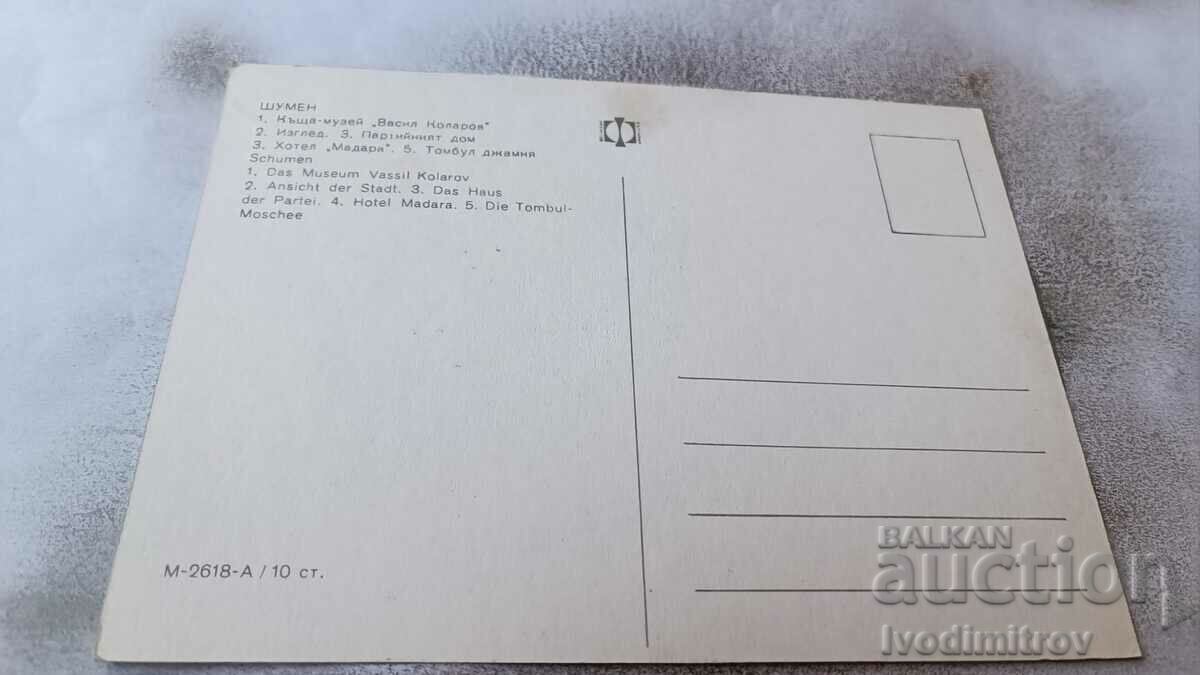 ШУМЕН
1. Къща-музей „Васил Коларов"
2. Изглед. 3. Партийният дом
3. Хотел „Мадара". 5. Томбул джамия
Schumen
1. Das Museum Vassil Kolarov
2. Ansicht der Stadt. 3. Das Haus
der Partei. 4. Hotel Madara. 5. Die Tombul-
Moschee
М-2618-А / 10 ст.
BALKAN
auction
Ivodimitrov